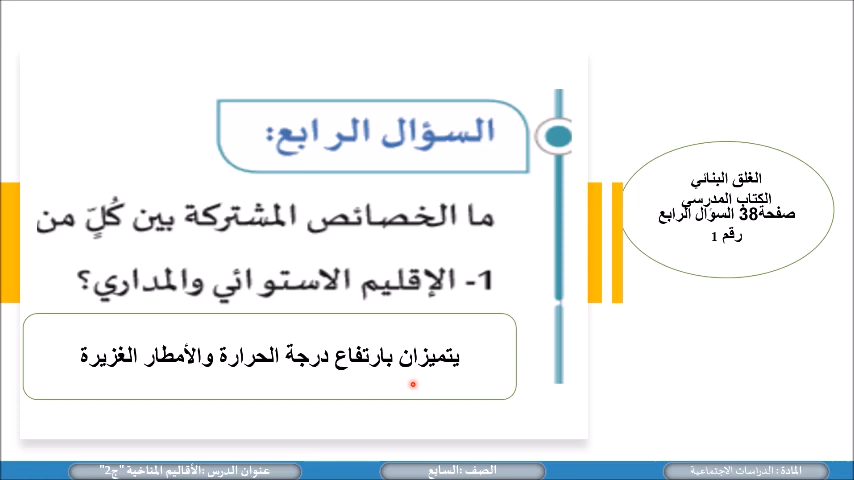 السؤال الرابع:
ما الخصائص المشتركة بين كُلٍّ من
1- الإقليم الاستوائي والمداري؟
يتميزان بارتفاع درجة الحرارة والأمطار الغزيرة
الغلق البنائي
الكتاب المدرسي
صفحة38 السؤال الرابع
رقم 1
المادة : الدراسات الاجتماعية
الصف :السابع
عنوان الدرس :الأقاليم المناخية "ج2"